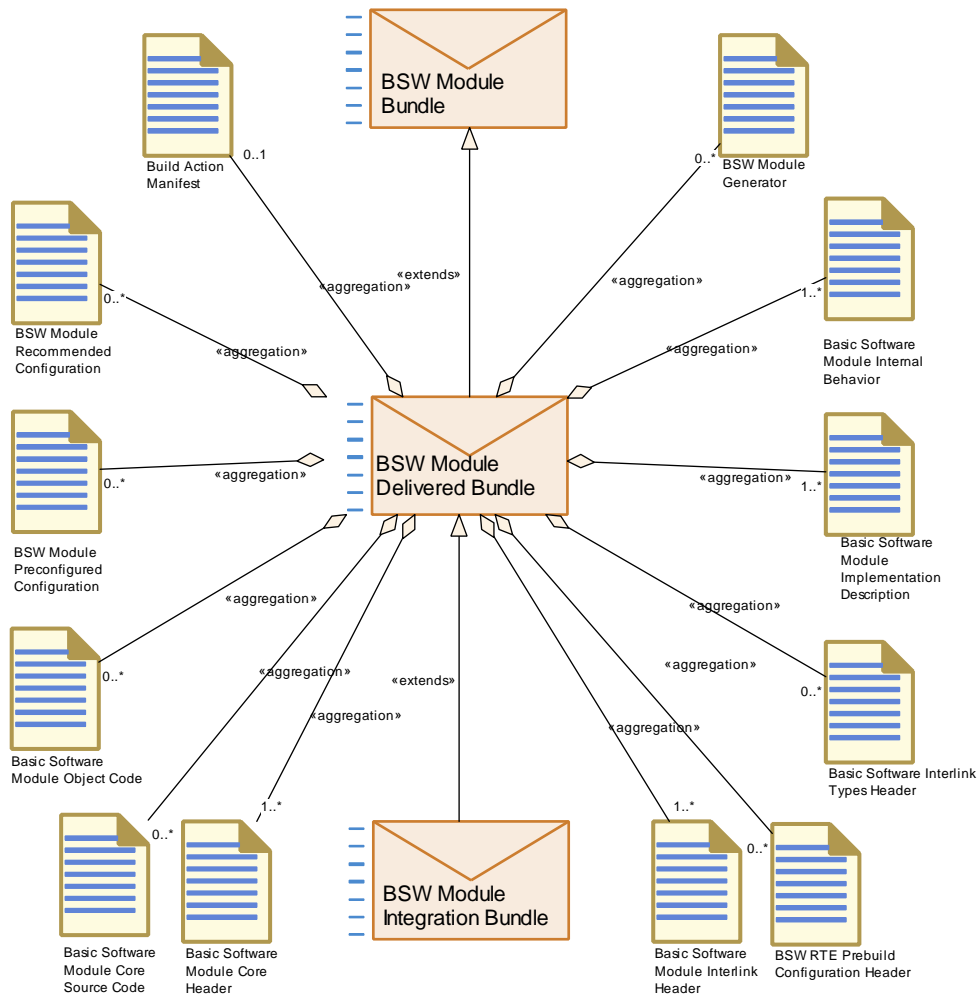 BSW Module
Bundle
0..1
Build Action
Manifest
0..*
BSW Module
Generator
«extends»
«aggregation»
«aggregation»
0..*
BSW Module
Recommended
Configuration
«aggregation»
1..*
Basic Software
Module Internal
Behavior
«aggregation»
BSW Module
Delivered Bundle
0..*
BSW Module
Preconfigured
Configuration
«aggregation»
«aggregation»
1..*
Basic Software
Module
Implementation
Description
«aggregation»
0..*
Basic Software
Module Object Code
«aggregation»
0..*
Basic Software Interlink
Types Header
«aggregation»
«aggregation»
«extends»
«aggregation»
«aggregation»
0..*
Basic Software
Module Core
Source Code
1..*
Basic Software
Module Core
Header
BSW Module
Integration Bundle
1..*
Basic Software
Module Interlink
Header
0..*
BSW RTE Prebuild
Configuration Header